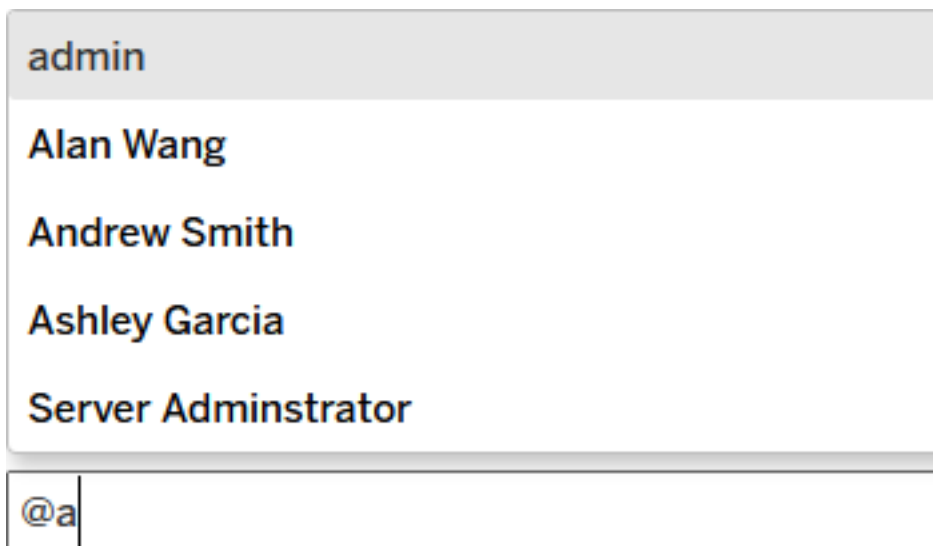 admin
Alan Wang
Andrew Smith
Ashley Garcia
Server Adminstrator
@a